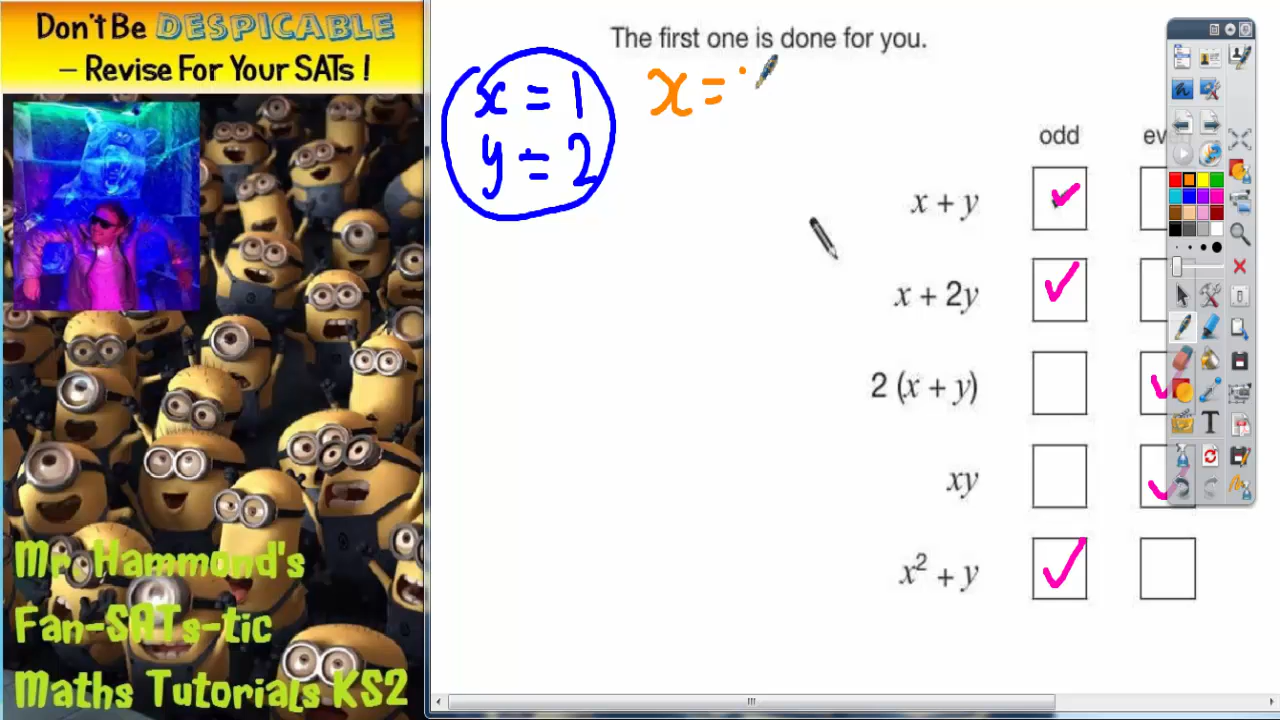 Don't Be DESPICABLE
– Revise For Your SATs !
Mr. Hammond's
Fan-SATs-tic
Maths Tutorials KS2
The first one is done for you.
x = 1
y = 2
x =
odd
x + y
x + 2y
2 (x + y)
xy
x² + y
T